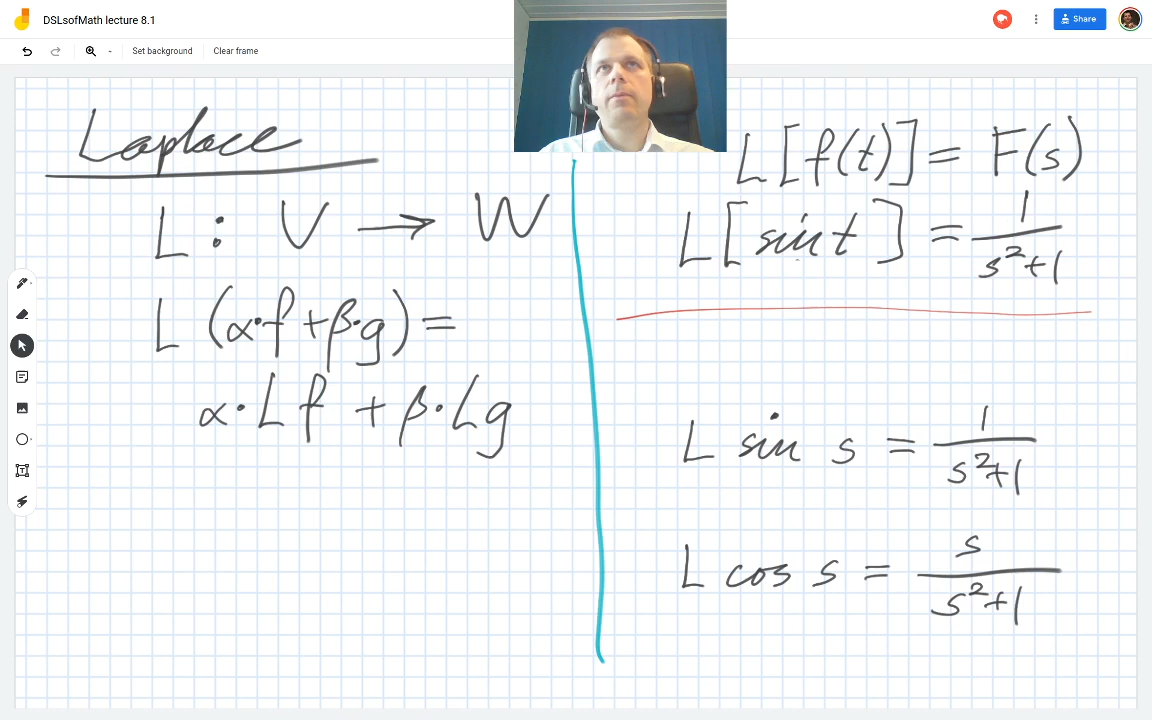 DSLsofMath lecture 8.1
Share
Set background
Clear frame
Laplace
L : V → W
L (α·f + β·g) =
α·L f + β·Lg
L[f(t)] = F(s)
L[sin t] = 1/(s²+1)
L sin s = 1/(s²+1)
L cos s = s/(s²+1)